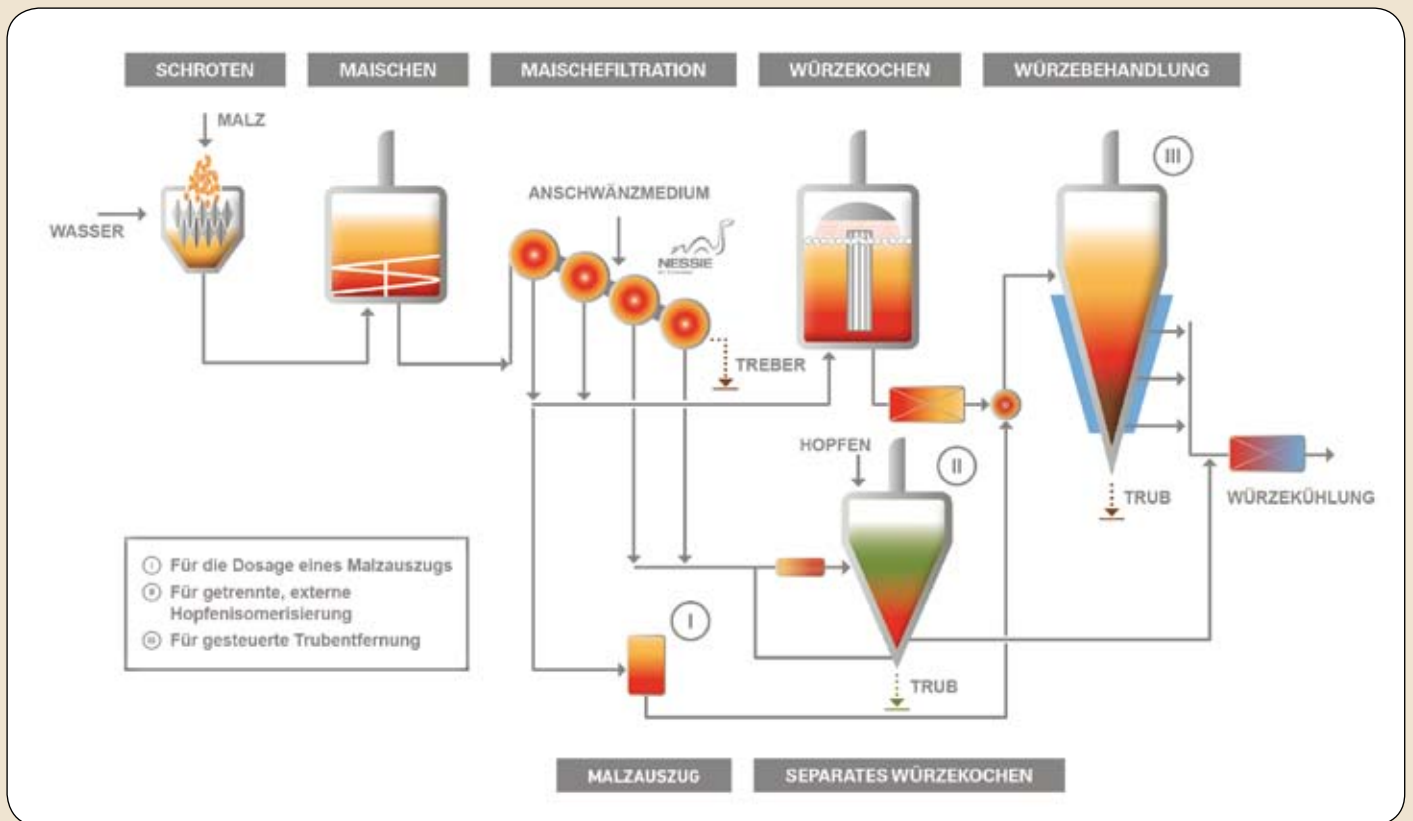 SCHROTEN
MAISCHEN
MAISCHEFILTRATION
WÜRZEKOCHEN
WÜRZEBEHANDLUNG
MALZ
WASSER
ANSCHWÄNZMEDIUM
NESSIE
TREBER
III
HOPFEN
II
TRUB
WÜRZEKÜHLUNG
I Für die Dosage eines Malzauszugs
II Für getrennte, externe
Hopfenisomerisierung
III Für gesteuerte Trubentfernung
I
TRUB
MALZAUSZUG
SEPARATES WÜRZEKOCHEN